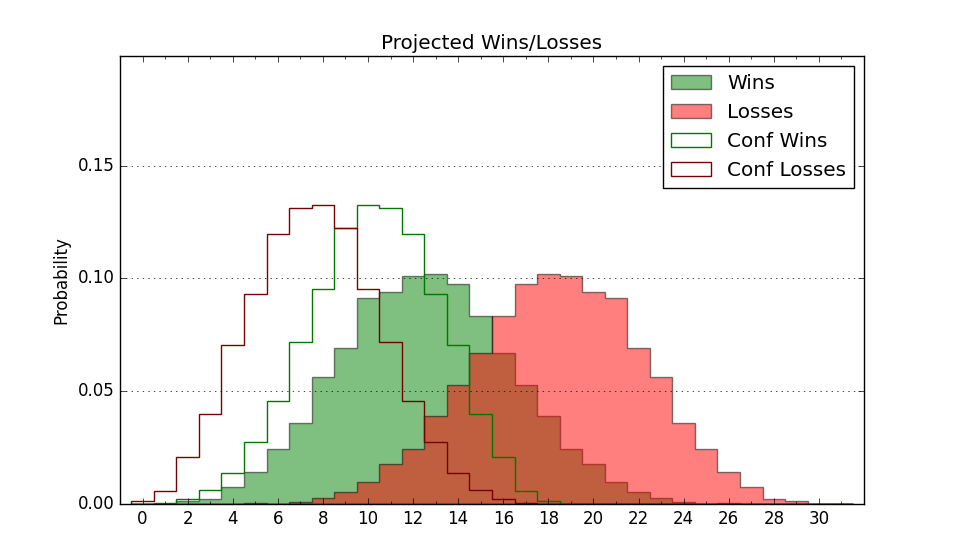 Projected Wins/Losses
Wins
Losses
Conf Wins
Conf Losses
Probability
0.15
0.10
0.05
0.00
0 2 4 6 8 10 12 14 16 18 20 22 24 26 28 30